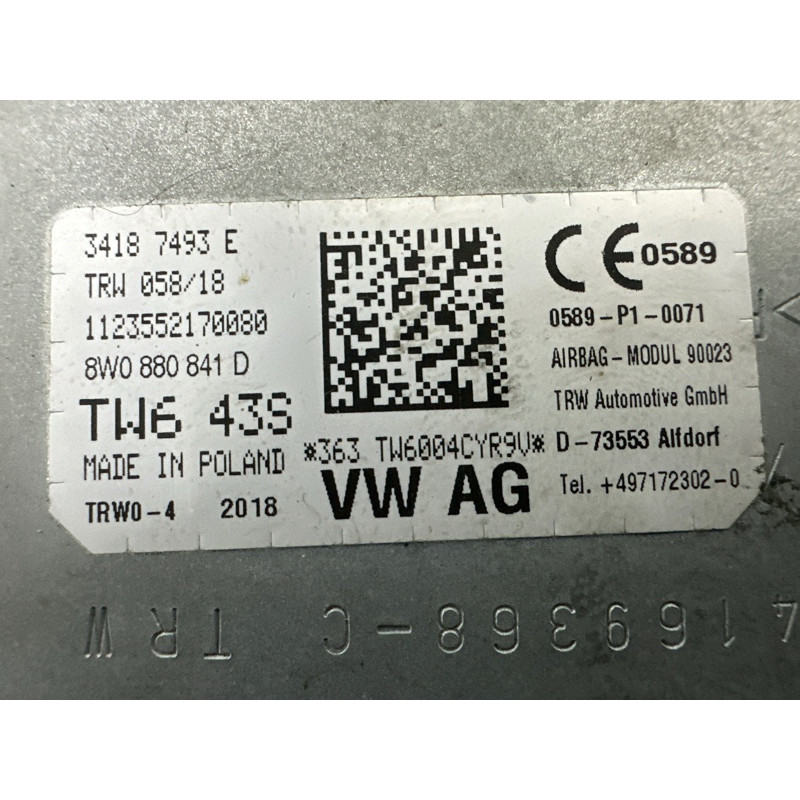 3418 7493 E
TRW 058/18
1123552170080
8W0 880 841 D
TW6 43S
MADE IN POLAND
TRW0-4 2018
*363 TW6004CYR9V*
VW AG
CE 0589
0589-P1-0071
AIRBAG-MODUL 90023
TRW Automotive GmbH
D-73553 Alfdorf
Tel. +497172302-0
4169368-C TRW